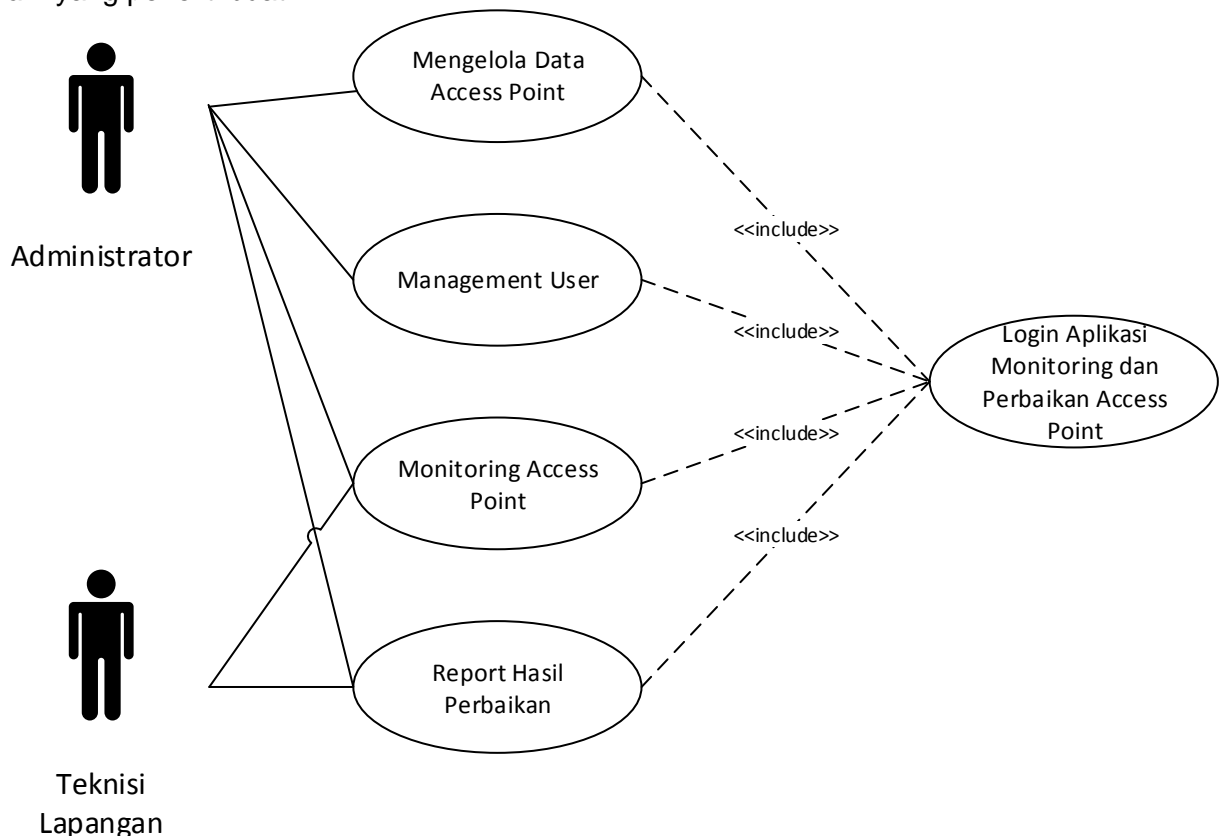 Mengelola Data
Access Point
Administrator
<<include>>
Management User
<<include>>
Login Aplikasi
Monitoring dan
Perbaikan Access
Point
Monitoring Access
Point
<<include>>
<<include>>
Report Hasil
Perbaikan
Teknisi
Lapangan